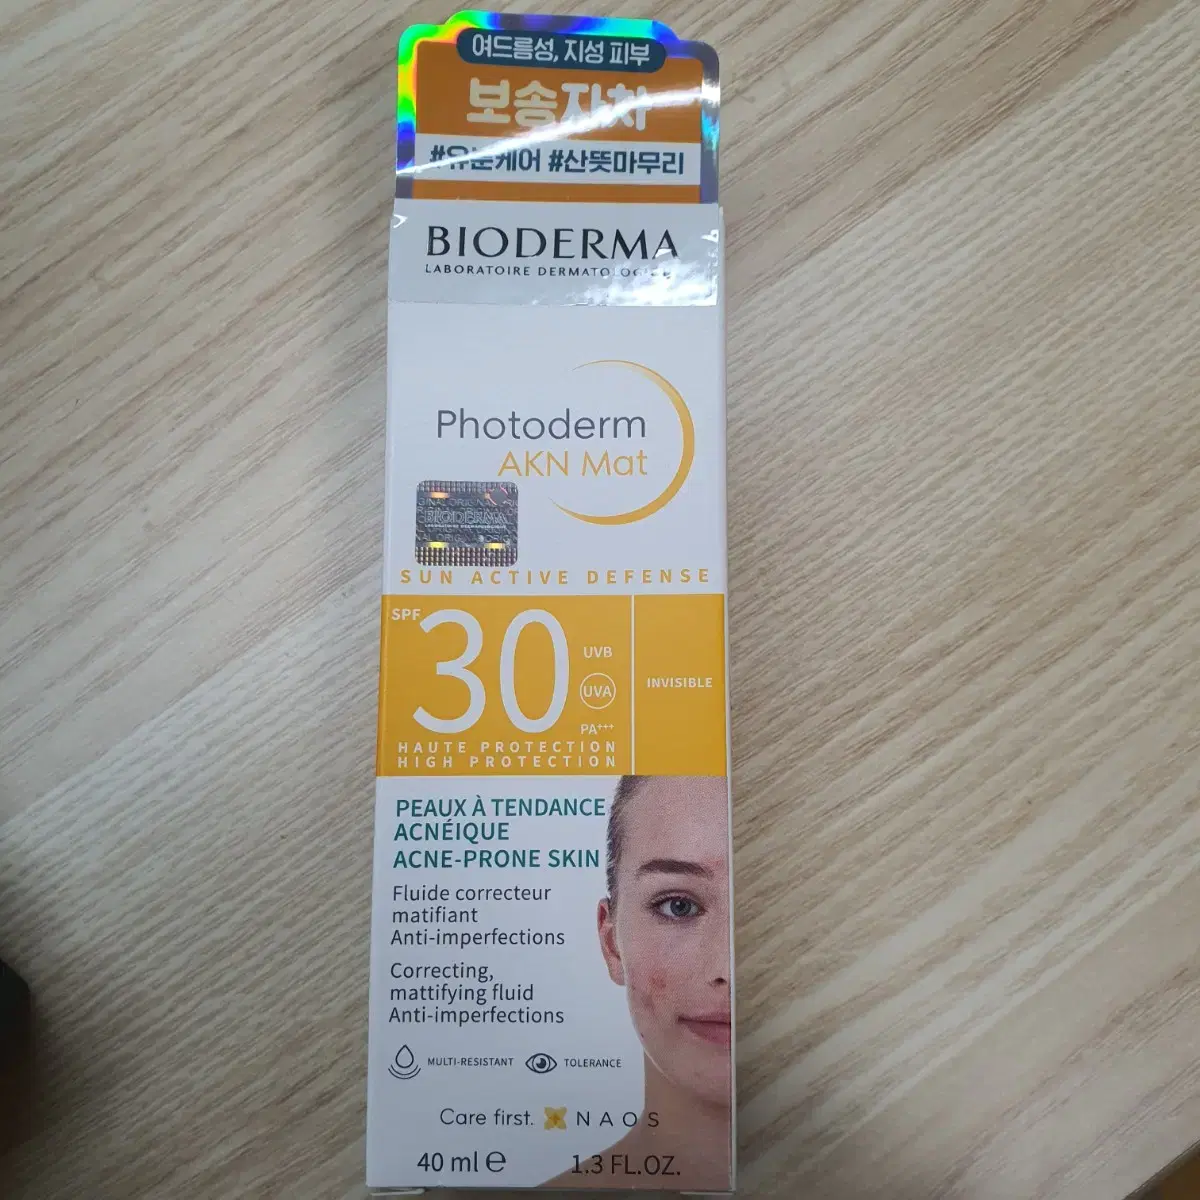 여드름성, 지성 피부
보송자차
#유분케어 #산뜻마무리
BIODERMA
LABORATOIRE DERMATOLOGIQUE
Photoderm
AKN Mat
BIODERMA
SUN ACTIVE DEFENSE
SPF
30
UVB
UVA
PA+++
INVISIBLE
HAUTE PROTECTION
HIGH PROTECTION
PEAUX À TENDANCE
ACNÉIQUE
ACNE-PRONE SKIN
Fluide correcteur
matifiant
Anti-imperfections
Correcting,
mattifying fluid
Anti-imperfections
MULTI-RESISTANT
TOLERANCE
Care first. NAOS
40 ml e 1.3 FL.OZ.